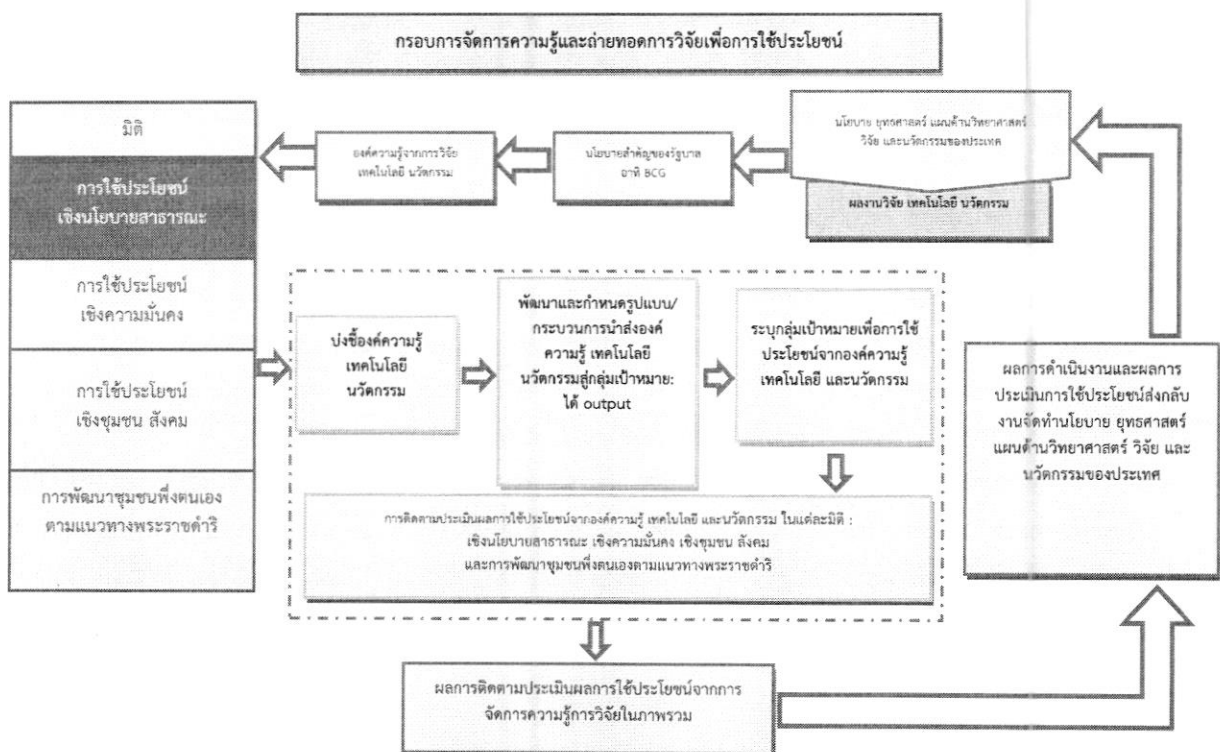 กรอบการจัดการความรู้และถ่ายทอดการวิจัยเพื่อการใช้ประโยชน์
มิติ
การใช้ประโยชน์
เชิงนโยบายสาธารณะ
การใช้ประโยชน์
เชิงความมั่นคง
การใช้ประโยชน์
เชิงชุมชน สังคม
การพัฒนาชุมชนพึ่งตนเอง
ตามแนวทางพระราชดำริ
องค์ความรู้จากการวิจัย
เทคโนโลยี นวัตกรรม
นโยบายสำคัญของรัฐบาล
อาทิ BCG
นโยบาย ยุทธศาสตร์ แผนด้านวิทยาศาสตร์
วิจัย และนวัตกรรมของประเทศ
ผลงานวิจัย เทคโนโลยี นวัตกรรม
บ่งชี้องค์ความรู้
เทคโนโลยี
นวัตกรรม
พัฒนาและกำหนดรูปแบบ/
กระบวนการนำส่งองค์
ความรู้ เทคโนโลยี
นวัตกรรมสู่กลุ่มเป้าหมาย:
ได้ output
ระบุกลุ่มเป้าหมายเพื่อการใช้
ประโยชน์จากองค์ความรู้
เทคโนโลยี และนวัตกรรม
การติดตามประเมินผลการใช้ประโยชน์จากองค์ความรู้ เทคโนโลยี และนวัตกรรม ในแต่ละมิติ :
เชิงนโยบายสาธารณะ เชิงความมั่นคง เชิงชุมชน สังคม
และการพัฒนาชุมชนพึ่งตนเองตามแนวทางพระราชดำริ
ผลการดำเนินงานและผลการ
ประเมินการใช้ประโยชน์ส่งกลับ
งานจัดทำนโยบาย ยุทธศาสตร์
แผนด้านวิทยาศาสตร์ วิจัย และ
นวัตกรรมของประเทศ
ผลการติดตามประเมินผลการใช้ประโยชน์จากการ
จัดการความรู้การวิจัยในภาพรวม